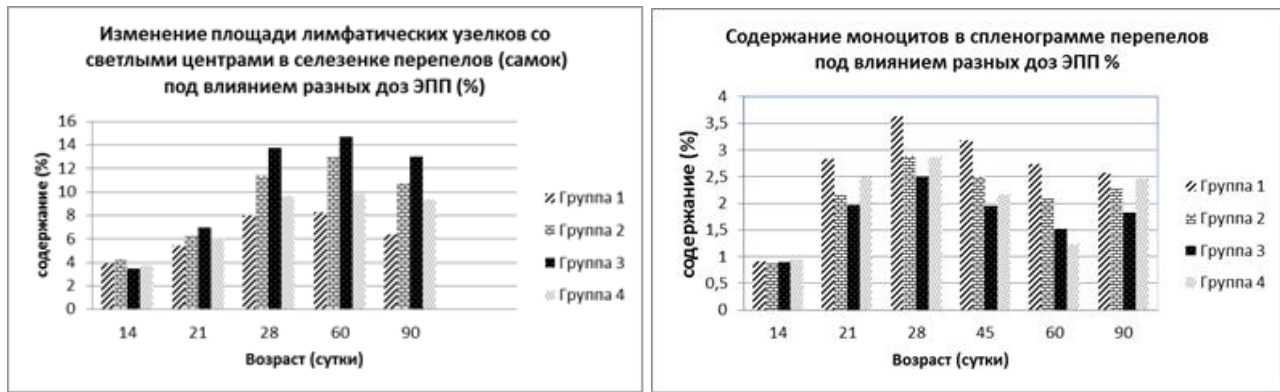 Изменение площади лимфатических узелков со
светлыми центрами в селезенке перепелов (самок)
под влиянием разных доз ЭПП (%)
содержание (%)
16
14
12
10
8
6
4
2
0
14 21 28 60 90
Возраст (сутки)
Группа 1
Группа 2
Группа 3
Группа 4
Содержание моноцитов в спленограмме перепелов
под влиянием разных доз ЭПП %
содержание (%)
4
3,5
3
2,5
2
1,5
1
0,5
0
14 21 28 45 60 90
Возраст (сутки)
Группа 1
Группа 2
Группа 3
Группа 4